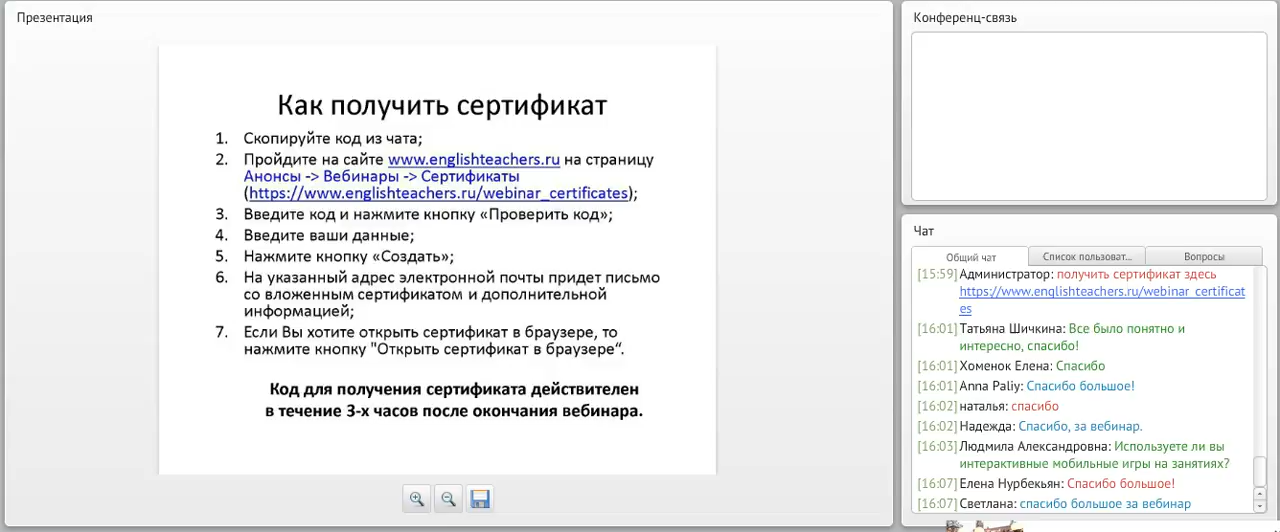 Презентация
Как получить сертификат
1. Скопируйте код из чата;
2. Пройдите на сайте www.englishteachers.ru на страницу
Анонсы -> Вебинары -> Сертификаты
(https://www.englishteachers.ru/webinar_certificates);
3. Введите код и нажмите кнопку «Проверить код»;
4. Введите ваши данные;
5. Нажмите кнопку «Создать»;
6. На указанный адрес электронной почты придет письмо
со вложенным сертификатом и дополнительной
информацией;
7. Если Вы хотите открыть сертификат в браузере, то
нажмите кнопку "Открыть сертификат в браузере“.
Код для получения сертификата действителен
в течение 3-х часов после окончания вебинара.
Конференц-связь
Чат
Общий чат
Список пользоват...
Вопросы
[15:59] Администратор: получить сертификат здесь
https://www.englishteachers.ru/webinar_certificat
es
[16:01] Татьяна Шичкина: Все было понятно и
интересно, спасибо!
[16:01] Хоменок Елена: Спасибо
[16:01] Anna Paliy: Спасибо большое!
[16:02] наталья: спасибо
[16:02] Надежда: Спасибо, за вебинар.
[16:03] Людмила Александровна: Используете ли вы
интерактивные мобильные игры на занятиях?
[16:07] Елена Нурбекьян: Спасибо большое!
[16:07] Светлана: спасибо большое за вебинар